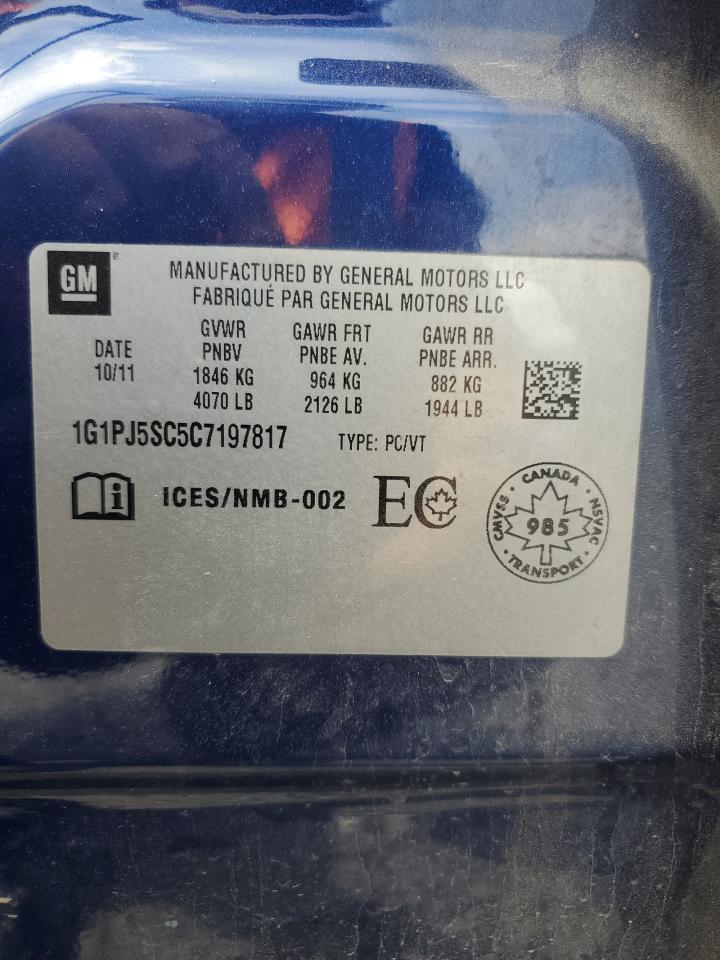 GM ®
MANUFACTURED BY GENERAL MOTORS LLC
FABRIQUÉ PAR GENERAL MOTORS LLC
DATE
10/11
GVWR
PNBV
1846 KG
4070 LB
GAWR FRT
PNBE AV.
964 KG
2126 LB
GAWR RR
PNBE ARR.
882 KG
1944 LB
1G1PJ5SC5C7197817 TYPE: PC/VT
i ICES/NMB-002 EC
CANADA
CMVSS · NSVAC
985
TRANSPORT